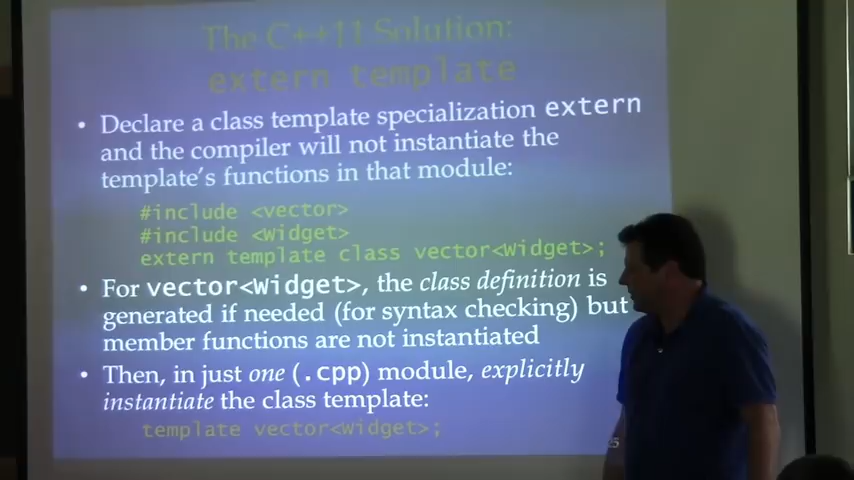 The C++11 Solution:
extern template
• Declare a class template specialization extern
and the compiler will not instantiate the
template's functions in that module:
#include <vector>
#include <Widget>
extern template class vector<Widget>;
• For vector<Widget>, the class definition is
generated if needed (for syntax checking) but
member functions are not instantiated
• Then, in just one (.cpp) module, explicitly
instantiate the class template:
template vector<Widget>;
25